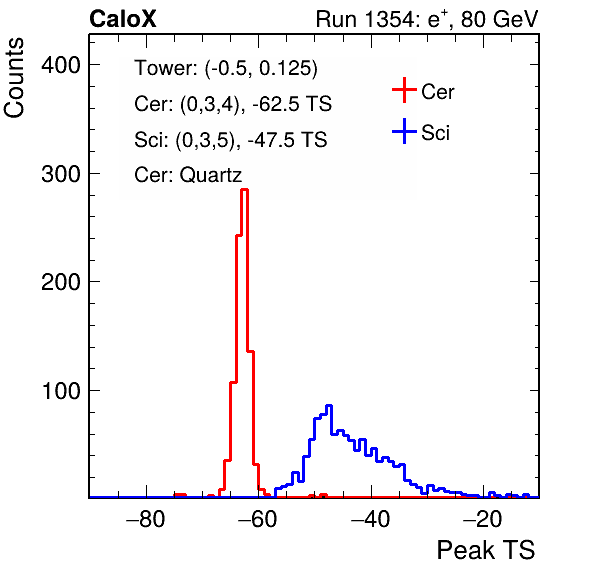 CaloX Run 1354: e⁺, 80 GeV
Counts
400
300
200
100
Tower: (-0.5, 0.125)
Cer: (0,3,4), -62.5 TS
Sci: (0,3,5), -47.5 TS
Cer: Quartz
Cer
Sci
−80 −60 −40 −20
Peak TS